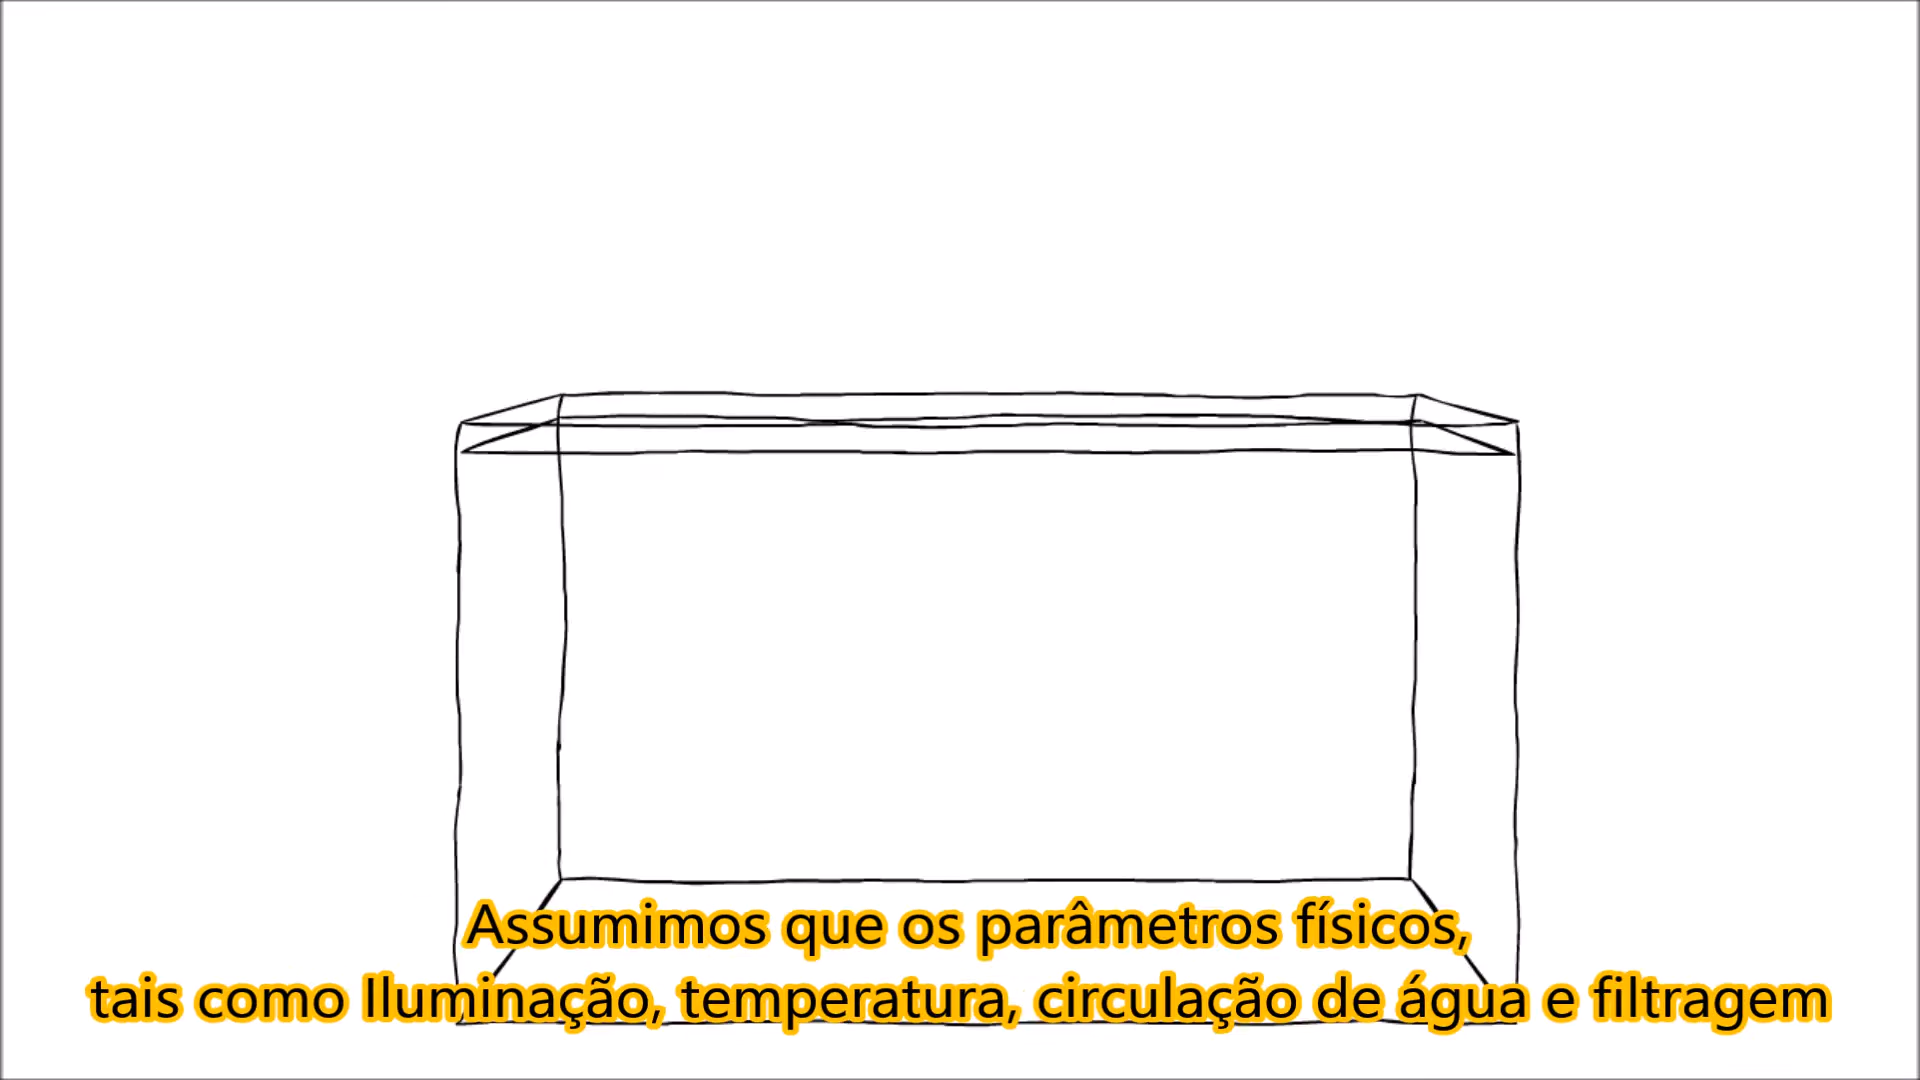 Assumimos que os parâmetros físicos,
tais como Iluminação, temperatura, circulação de água e filtragem